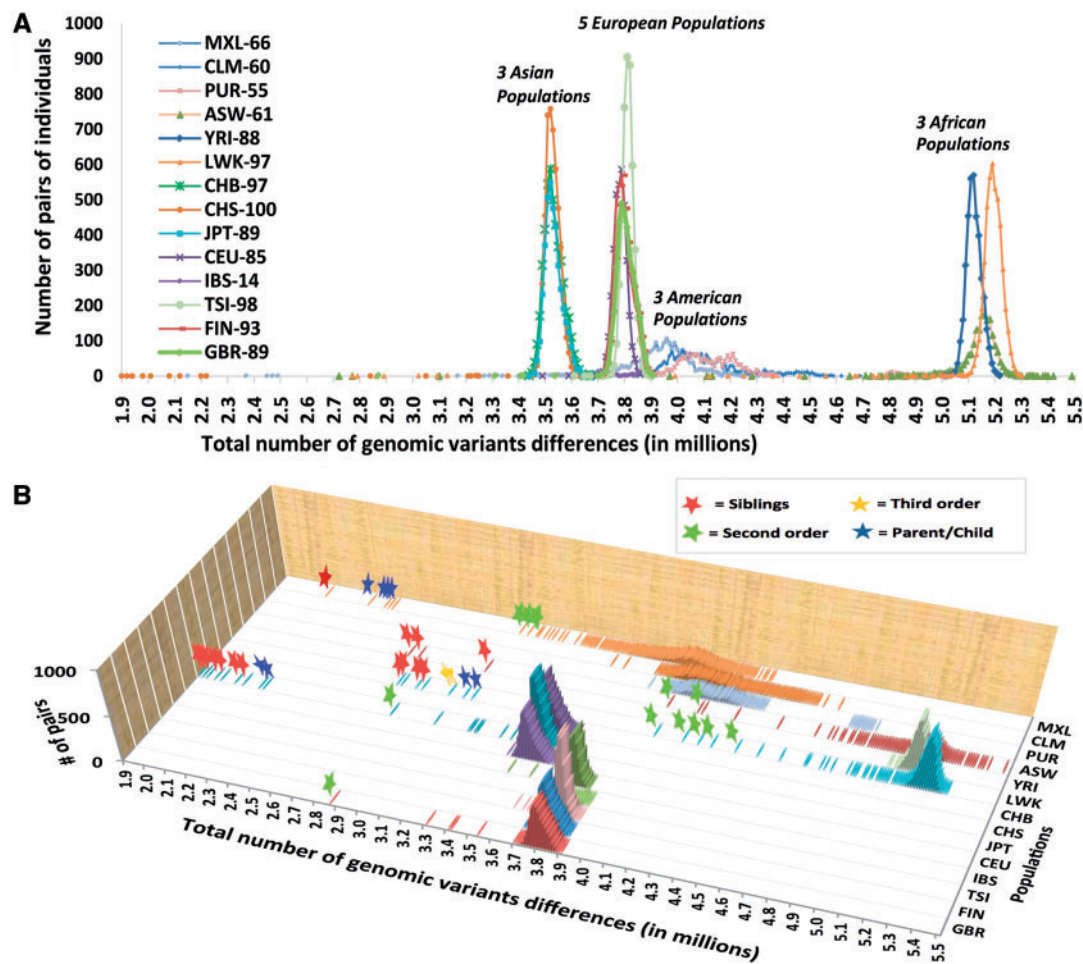 A
1000
900
800
700
600
500
400
300
200
100
0
Number of pairs of individuals
MXL-66
CLM-60
PUR-55
ASW-61
YRI-88
LWK-97
CHB-97
CHS-100
JPT-89
CEU-85
IBS-14
TSI-98
FIN-93
GBR-89
3 Asian
Populations
5 European Populations
3 American
Populations
3 African
Populations
1.9 2.0 2.1 2.2 2.3 2.4 2.5 2.6 2.7 2.8 2.9 3.0 3.1 3.2 3.3 3.4 3.5 3.6 3.7 3.8 3.9 4.0 4.1 4.2 4.3 4.4 4.5 4.6 4.7 4.8 4.9 5.0 5.1 5.2 5.3 5.4 5.5
Total number of genomic variants differences (in millions)
B
= Siblings
= Third order
= Second order
= Parent/Child
1000
500
0
# of pairs
1.9 2.0 2.1 2.2 2.3 2.4 2.5 2.6 2.7 2.8 2.9 3.0 3.1 3.2 3.3 3.4 3.5 3.6 3.7 3.8 3.9 4.0 4.1 4.2 4.3 4.4 4.5 4.6 4.7 4.8 4.9 5.0 5.1 5.2 5.3 5.4 5.5
Total number of genomic variants differences (in millions)
MXL
CLM
PUR
ASW
YRI
LWK
CHB
CHS
JPT
CEU
IBS
TSI
FIN
GBR
Populations